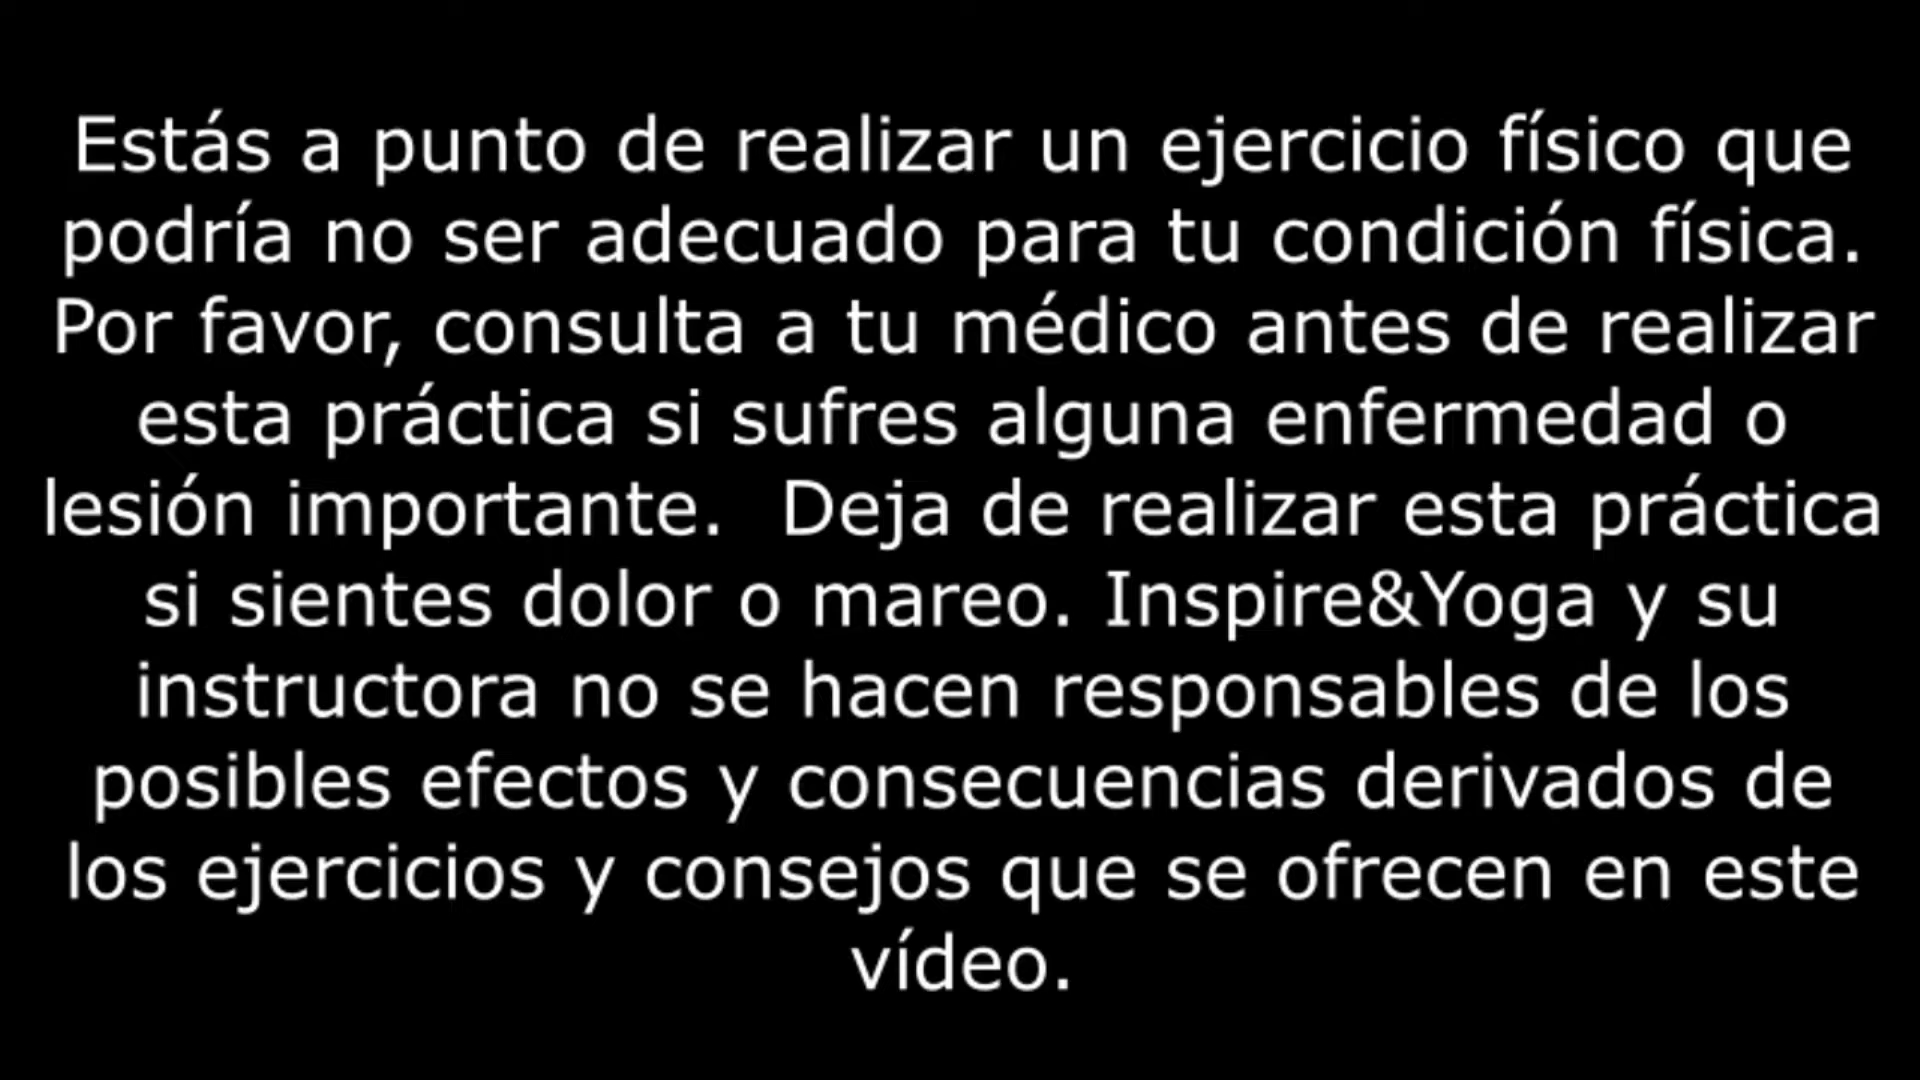 Estás a punto de realizar un ejercicio físico que
podría no ser adecuado para tu condición física.
Por favor, consulta a tu médico antes de realizar
esta práctica si sufres alguna enfermedad o
lesión importante.  Deja de realizar esta práctica
si sientes dolor o mareo. Inspire&Yoga y su
instructora no se hacen responsables de los
posibles efectos y consecuencias derivados de
los ejercicios y consejos que se ofrecen en este
vídeo.